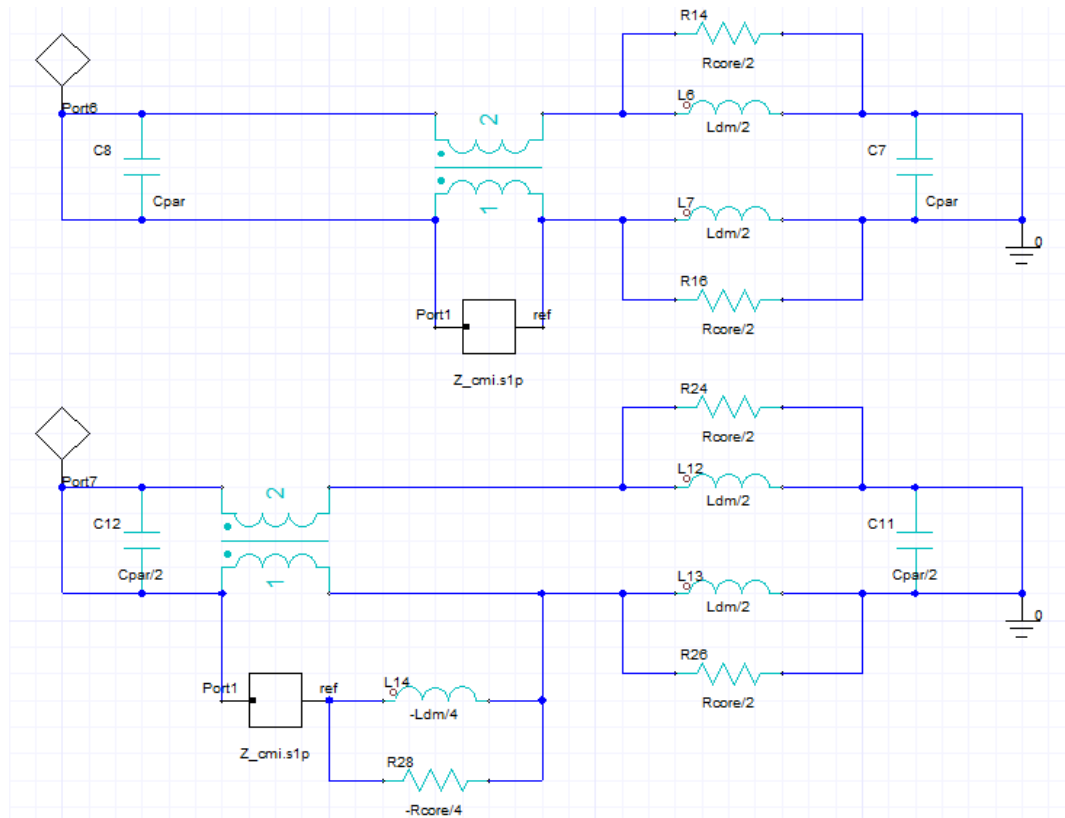 R14
Rcore/2
Port6
L6
Ldm/2
C8
Cpar
2
1
C7
Cpar
L7
Ldm/2
0
R16
Rcore/2
Port1
ref
Z_cmi.s1p
R24
Rcore/2
Port7
L12
Ldm/2
C12
Cpar/2
2
1
C11
Cpar/2
L13
Ldm/2
0
R26
Rcore/2
Port1
ref
L14
-Ldm/4
Z_cmi.s1p
R28
-Rcore/4